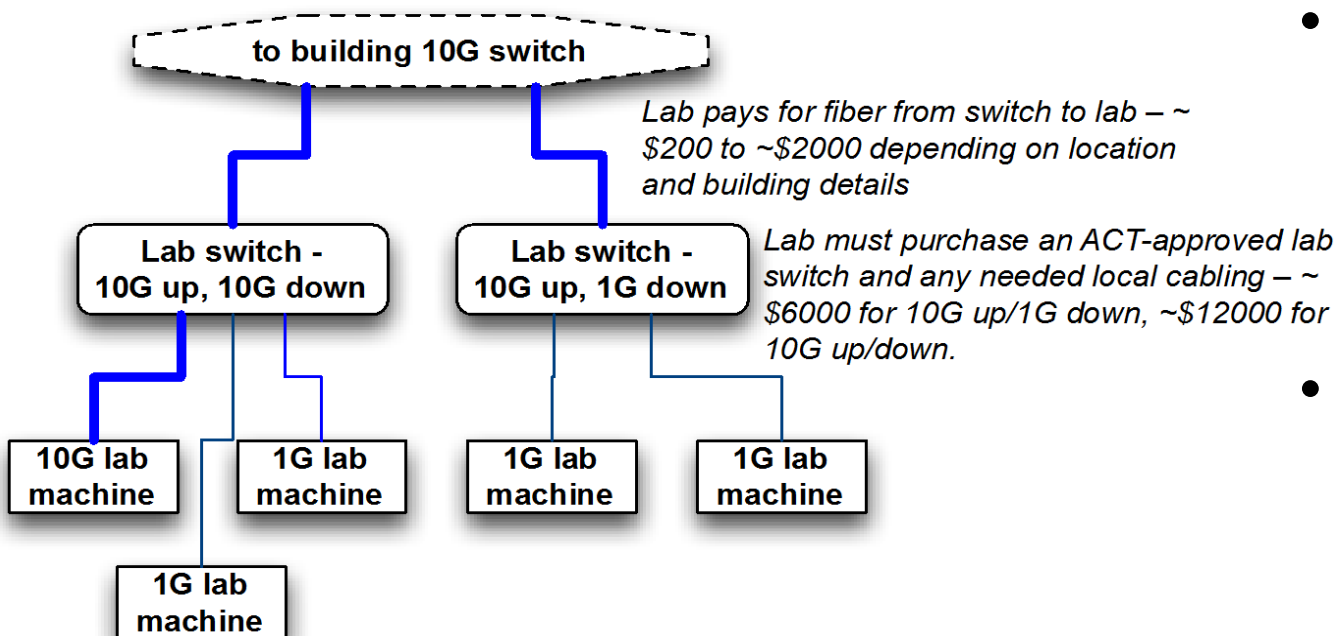 to building 10G switch
Lab pays for fiber from switch to lab – ~
$200 to ~$2000 depending on location
and building details
Lab switch -
10G up, 10G down
Lab switch -
10G up, 1G down
Lab must purchase an ACT-approved lab
switch and any needed local cabling – ~
$6000 for 10G up/1G down, ~$12000 for
10G up/down.
10G lab
machine
1G lab
machine
1G lab
machine
1G lab
machine
1G lab
machine